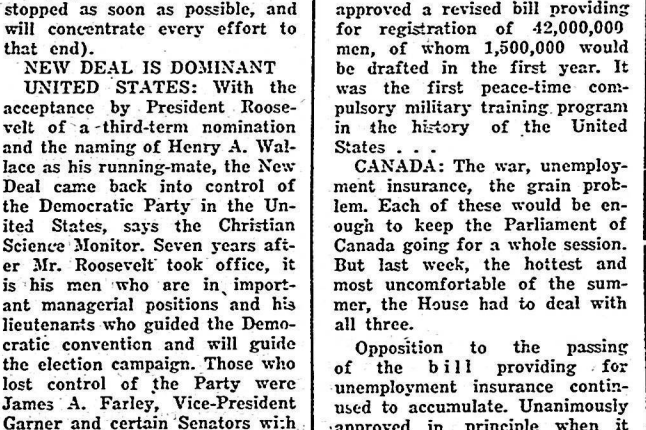 stopped as soon as possible, and
will concentrate every effort to
that end).
NEW DEAL IS DOMINANT
UNITED STATES: With the
acceptance by President Roose-
velt of a third-term nomination
and the naming of Henry A. Wal-
lace as his running-mate, the New
Deal came back into control of
the Democratic Party in the Un-
ited States, says the Christian
Science Monitor. Seven years aft-
er Mr. Roosevelt took office, it
is his men who are in import-
ant managerial positions and his
lieutenants who guided the Demo-
cratic convention and will guide
the election campaign. Those who
lost control of the Party were
James A. Farley, Vice-President
Garner and certain Senators with
approved a revised bill providing
for registration of 42,000,000
men, of whom 1,500,000 would
be drafted in the first year. It
was the first peace-time com-
pulsory military training program
in the history of the United
States . . .
CANADA: The war, unemploy-
ment insurance, the grain prob-
lem. Each of these would be en-
ough to keep the Parliament of
Canada going for a whole session.
But last week, the hottest and
most uncomfortable of the sum-
mer, the House had to deal with
all three.
Opposition to the passing
of the bill providing for
unemployment insurance contin-
used to accumulate. Unanimously
approved in principle when it